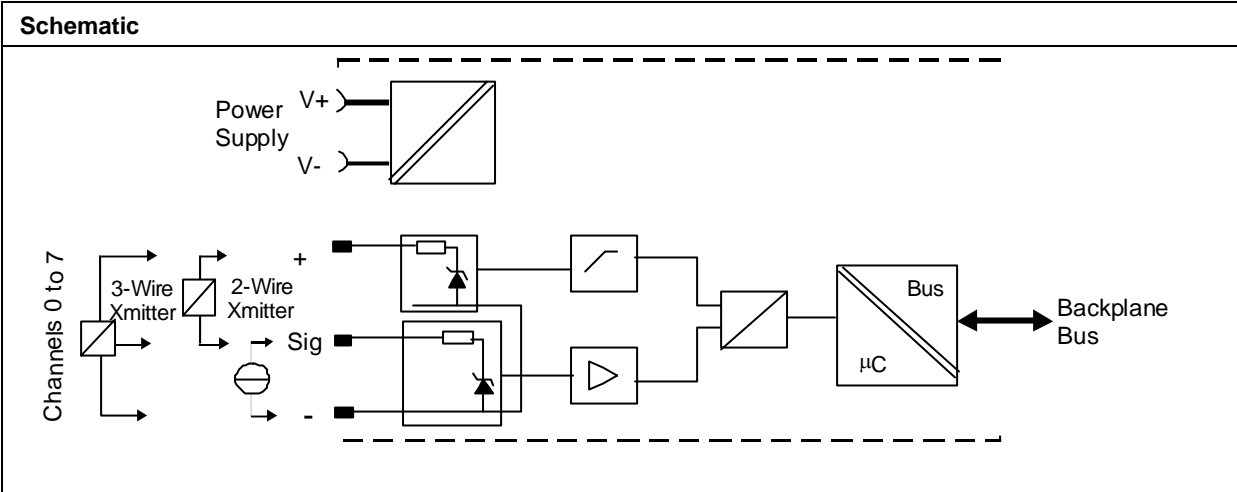 Schematic
Power
Supply
V+
V-
Channels 0 to 7
3-Wire
Xmitter
2-Wire
Xmitter
+
Sig
-
Bus
μC
Backplane
Bus